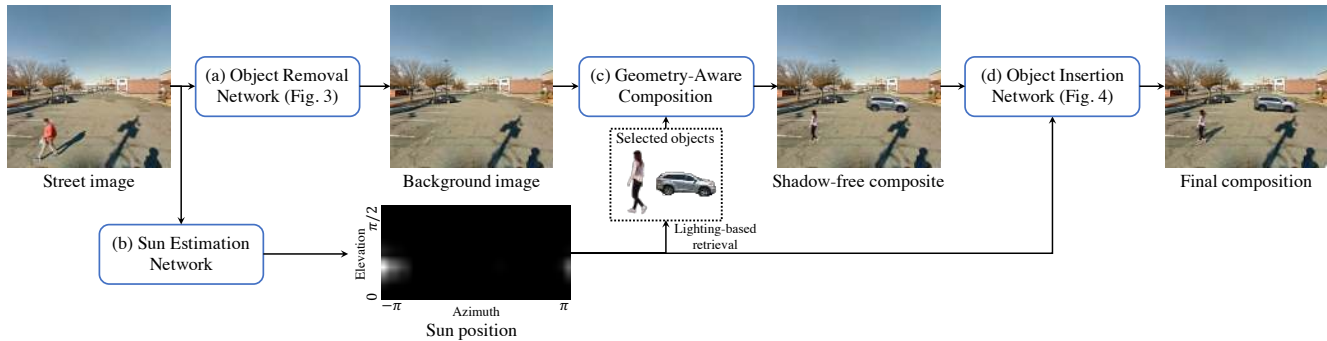 (a) Object Removal
Network (Fig. 3)
(c) Geometry-Aware
Composition
(d) Object Insertion
Network (Fig. 4)
Selected objects
Street image
Background image
Shadow-free composite
Final composition
(b) Sun Estimation
Network
Lighting-based
retrieval
Elevation
π/2
0
−π
Azimuth
π
Sun position